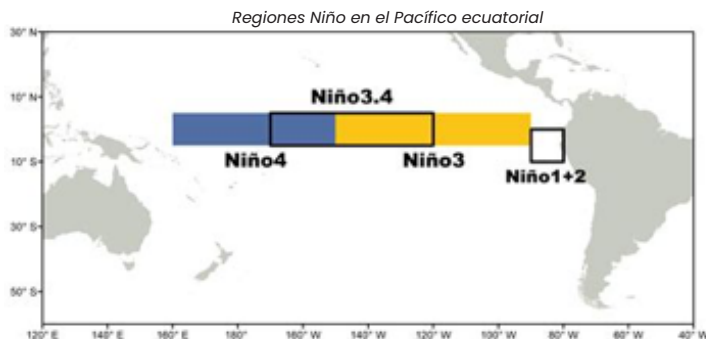 Regiones Niño en el Pacífico ecuatorial
30° N
10° N
10° S
30° S
50° S
Niño3.4
Niño4
Niño3
Niño1+2
120° E
140° E
160° E
180° W
160° W
140° W
120° W
100° W
80° W
60° W
40° W